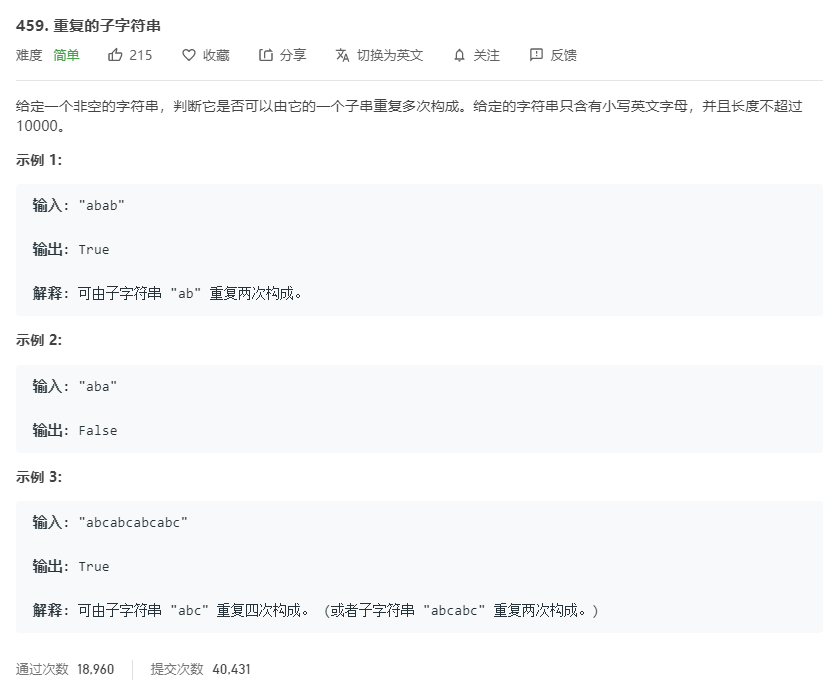 459. 重复的子字符串
难度 简单 215 收藏 分享 切换为英文 关注 反馈
给定一个非空的字符串，判断它是否可以由它的一个子串重复多次构成。给定的字符串只含有小写英文字母，并且长度不超过
10000。
示例 1:
输入: "abab"
输出: True
解释: 可由子字符串 "ab" 重复两次构成。
示例 2:
输入: "aba"
输出: False
示例 3:
输入: "abcabcabcabc"
输出: True
解释: 可由子字符串 "abc" 重复四次构成。 (或者子字符串 "abcabc" 重复两次构成。)
通过次数 18,960 提交次数 40,431